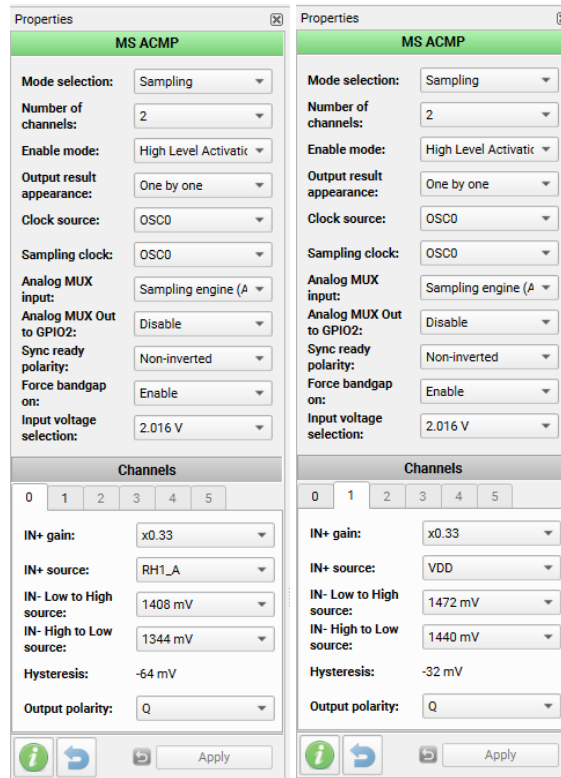 Properties
MS ACMP
Mode selection: Sampling
Number of
channels: 2
Enable mode: High Level Activatic
Output result
appearance: One by one
Clock source: OSC0
Sampling clock: OSC0
Analog MUX
input: Sampling engine (A
Analog MUX Out
to GPIO2: Disable
Sync ready
polarity: Non-inverted
Force bandgap
on: Enable
Input voltage
selection: 2.016 V
Channels
0 1 2 3 4 5
IN+ gain: x0.33
IN+ source: RH1_A
IN- Low to High
source: 1408 mV
IN- High to Low
source: 1344 mV
Hysteresis: -64 mV
Output polarity: Q
Apply
Properties
MS ACMP
Mode selection: Sampling
Number of
channels: 2
Enable mode: High Level Activatic
Output result
appearance: One by one
Clock source: OSC0
Sampling clock: OSC0
Analog MUX
input: Sampling engine (A
Analog MUX Out
to GPIO2: Disable
Sync ready
polarity: Non-inverted
Force bandgap
on: Enable
Input voltage
selection: 2.016 V
Channels
0 1 2 3 4 5
IN+ gain: x0.33
IN+ source: VDD
IN- Low to High
source: 1472 mV
IN- High to Low
source: 1440 mV
Hysteresis: -32 mV
Output polarity: Q
Apply